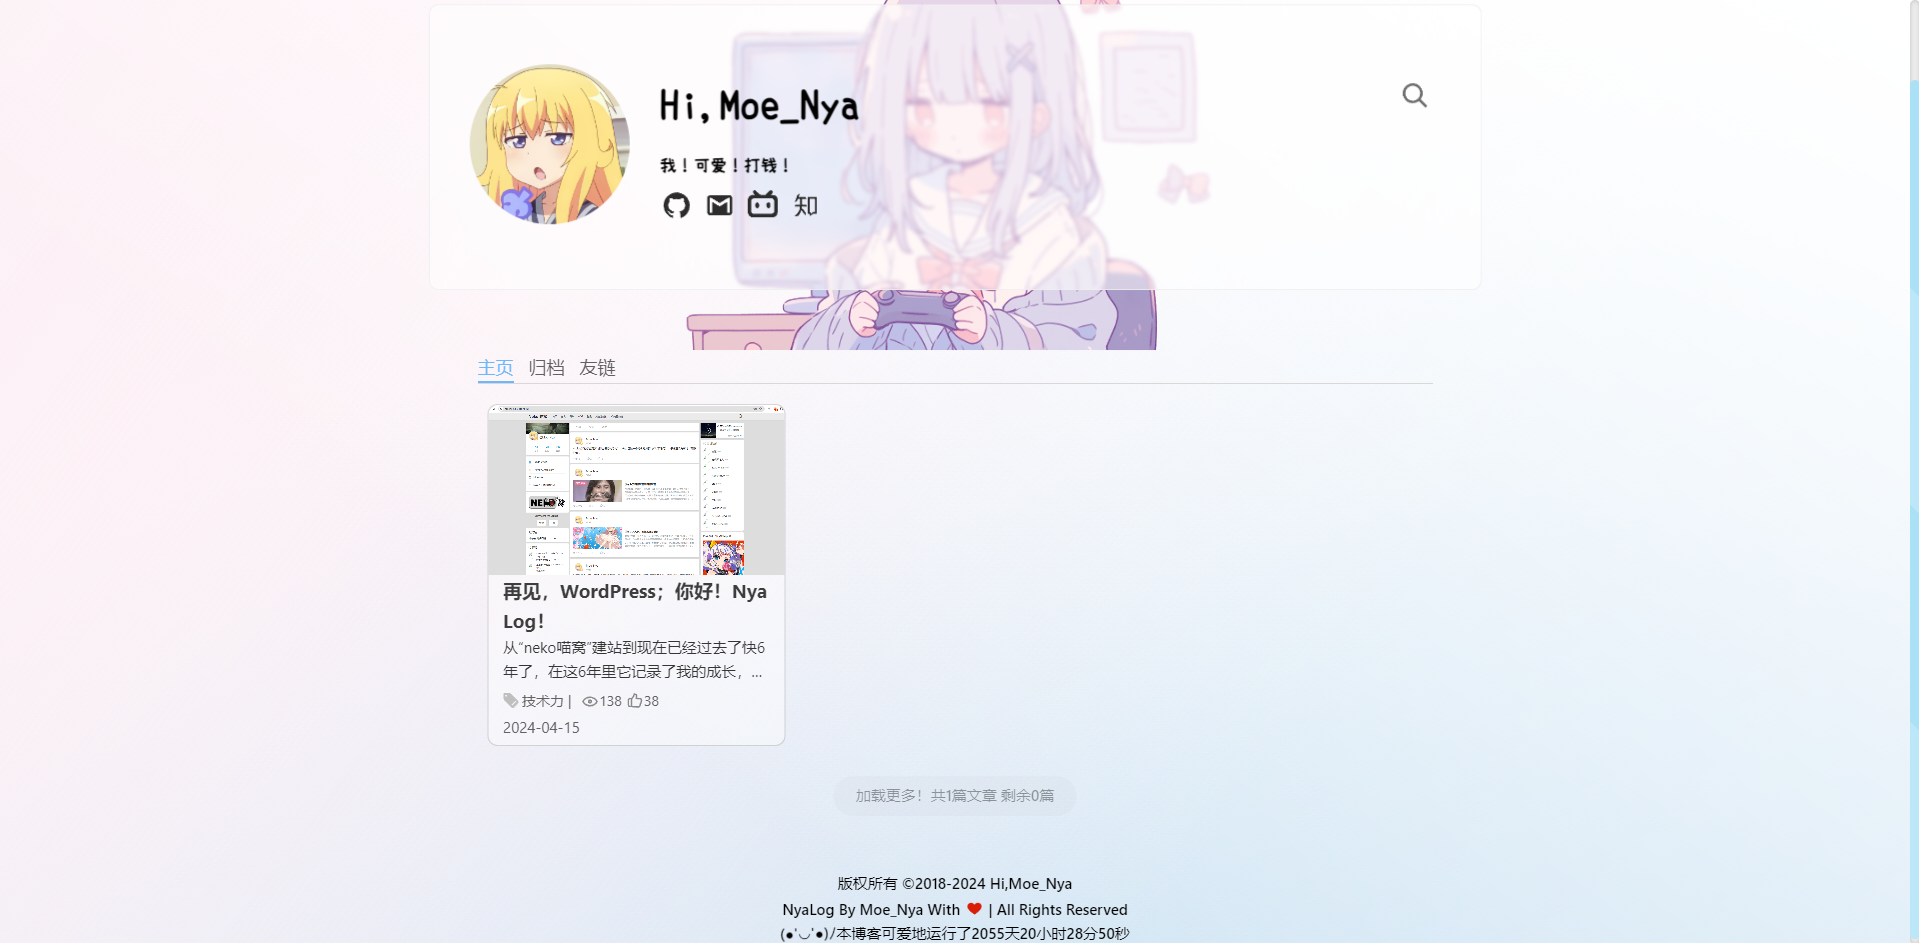 Hi,Moe_Nya
我！可爱！打钱！
知
主页 归档 友链
再见，WordPress；你好！Nya
Log！
从“neko喵窝”建站到现在已经过去了快6
年了，在这6年里它记录了我的成长，...
技术力 | 138 38
2024-04-15
加载更多！共1篇文章 剩余0篇
版权所有 ©2018-2024 Hi,Moe_Nya
NyaLog By Moe_Nya With ❤ | All Rights Reserved
(●'◡'●)/本博客可爱地运行了2055天20小时28分50秒